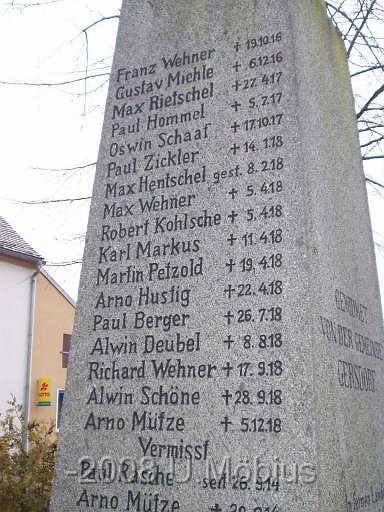 Franz Wehner + 19.10.16
Gustav Michle + 6.12.16
Max Rietschel + 27.4.17
Paul Hommel + 5.7.17
Oswin Schaaf + 17.10.17
Paul Zickler + 14.1.18
Max Hentschel gest. 8.2.18
Max Wehner + 5.4.18
Robert Kohlsche + 5.4.18
Karl Markus + 11.4.18
Martin Petzold + 19.4.18
Arno Hustig + 22.4.18
Paul Berger + 26.7.18
Alwin Deubel + 8.8.18
Richard Wehner + 17.9.18
Alwin Schöne + 28.9.18
Arno Mütze + 5.12.18
Vermisst
Paul Rasche seit 26.9.14
Arno Mütze
GEWIDMET
VON DER GEMEINDE
GERSDORF
LOTTO
©2008 U Möbius